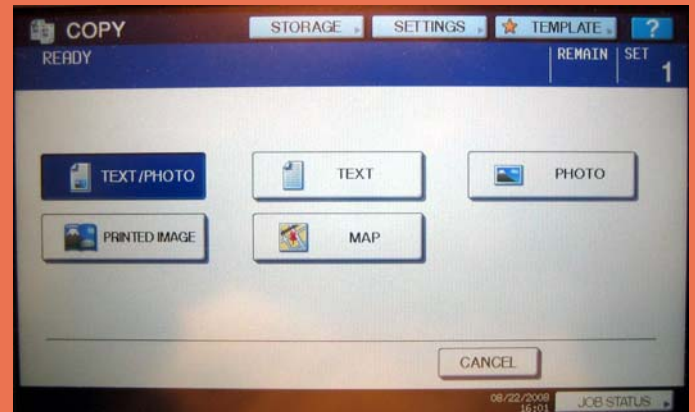 COPY STORAGE SETTINGS TEMPLATE ?
READY REMAIN SET
1
TEXT/PHOTO TEXT PHOTO
PRINTED IMAGE MAP
CANCEL
08/22/2008
16:01 JOB STATUS